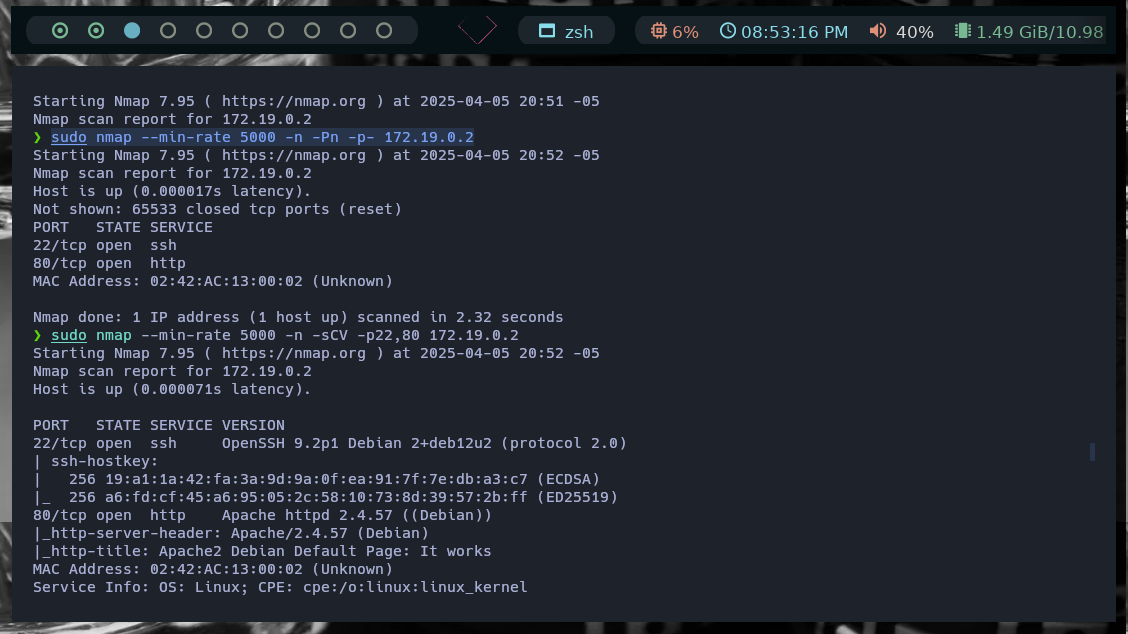 zsh
6%
08:53:16 PM
40%
1.49 GiB/10.98
Starting Nmap 7.95 ( https://nmap.org ) at 2025-04-05 20:51 -05
Nmap scan report for 172.19.0.2
❯ sudo nmap --min-rate 5000 -n -Pn -p- 172.19.0.2
Starting Nmap 7.95 ( https://nmap.org ) at 2025-04-05 20:52 -05
Nmap scan report for 172.19.0.2
Host is up (0.000017s latency).
Not shown: 65533 closed tcp ports (reset)
PORT   STATE SERVICE
22/tcp open  ssh
80/tcp open  http
MAC Address: 02:42:AC:13:00:02 (Unknown)
Nmap done: 1 IP address (1 host up) scanned in 2.32 seconds
❯ sudo nmap --min-rate 5000 -n -sCV -p22,80 172.19.0.2
Starting Nmap 7.95 ( https://nmap.org ) at 2025-04-05 20:52 -05
Nmap scan report for 172.19.0.2
Host is up (0.000071s latency).
PORT   STATE SERVICE VERSION
22/tcp open  ssh     OpenSSH 9.2p1 Debian 2+deb12u2 (protocol 2.0)
| ssh-hostkey:
|   256 19:a1:1a:42:fa:3a:9d:9a:0f:ea:91:7f:7e:db:a3:c7 (ECDSA)
|_  256 a6:fd:cf:45:a6:95:05:2c:58:10:73:8d:39:57:2b:ff (ED25519)
80/tcp open  http    Apache httpd 2.4.57 ((Debian))
|_http-server-header: Apache/2.4.57 (Debian)
|_http-title: Apache2 Debian Default Page: It works
MAC Address: 02:42:AC:13:00:02 (Unknown)
Service Info: OS: Linux; CPE: cpe:/o:linux:linux_kernel